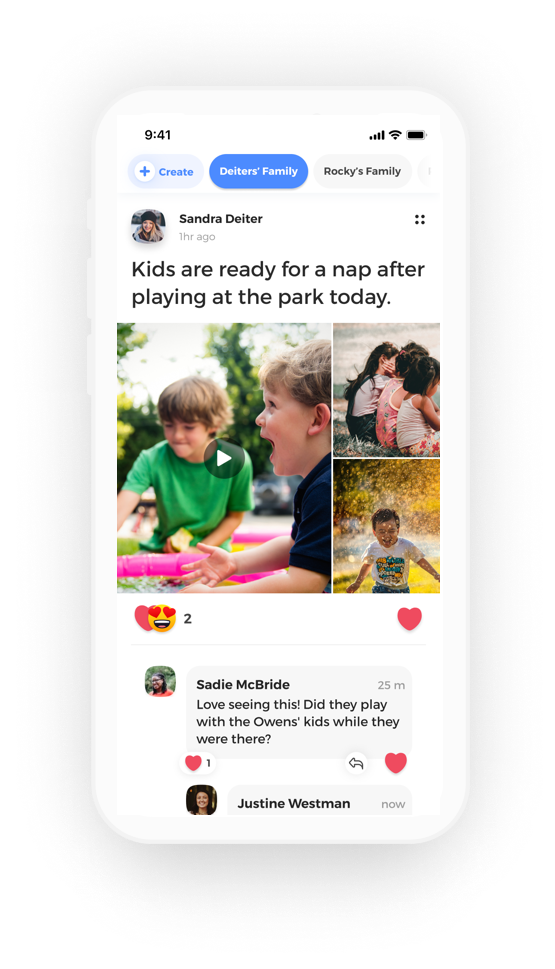 9:41
Create
Deiters' Family
Rocky's Family
Sandra Deiter
1hr ago
Kids are ready for a nap after
playing at the park today.
2
Sadie McBride
25 m
Love seeing this! Did they play
with the Owens' kids while they
were there?
1
Justine Westman
now